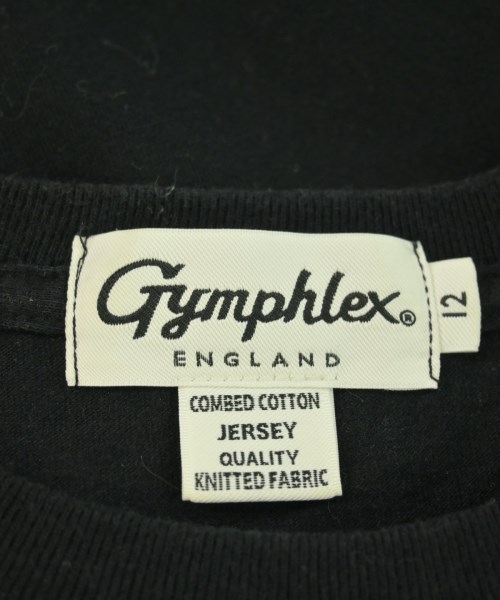 Gymphlex®
ENGLAND
12
COMBED COTTON
JERSEY
QUALITY
KNITTED FABRIC